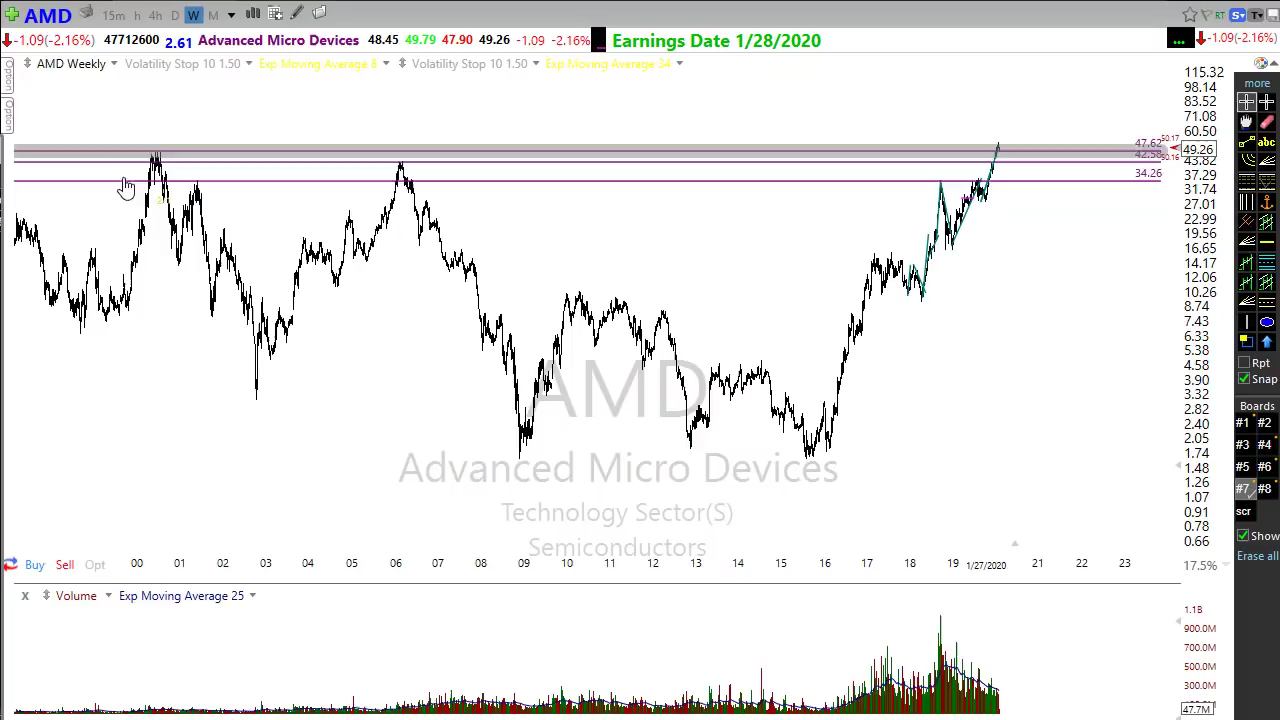 AMD 15m h 4h D W M RT S T
-1.09(-2.16%) 47712600 2.61 Advanced Micro Devices 48.45 49.79 47.90 49.26 -1.09 -2.16% ... Earnings Date 1/28/2020 ... -1.09(-2.16%)
AMD Weekly Volatility Stop 10 1.50 Exp Moving Average 8 Volatility Stop 10 1.50 Exp Moving Average 34
Option
Option
115.32
98.14
83.52
71.08
60.50
47.62 50.17
49.26
42.58 50.16
43.82
34.26
37.29
31.74
27.01
22.99
19.56
16.65
14.17
12.06
10.26
8.74
7.43
6.33
5.38
4.58
3.90
3.32
2.82
2.40
2.05
1.74
1.48
1.26
1.07
0.91
0.78
0.66
AMD
Advanced Micro Devices
Technology Sector(S)
Semiconductors
more
abc
Rpt
Snap
Boards
#1 #2
#3 #4
#5 #6
#7 #8
scr
Show
Erase all
Buy Sell Opt 00 01 02 03 04 05 06 07 08 09 10 11 12 13 14 15 16 17 18 19 1/27/2020 21 22 23 17.5%
x Volume Exp Moving Average 25
1.1B
900.0M
700.0M
500.0M
300.0M
47.7M